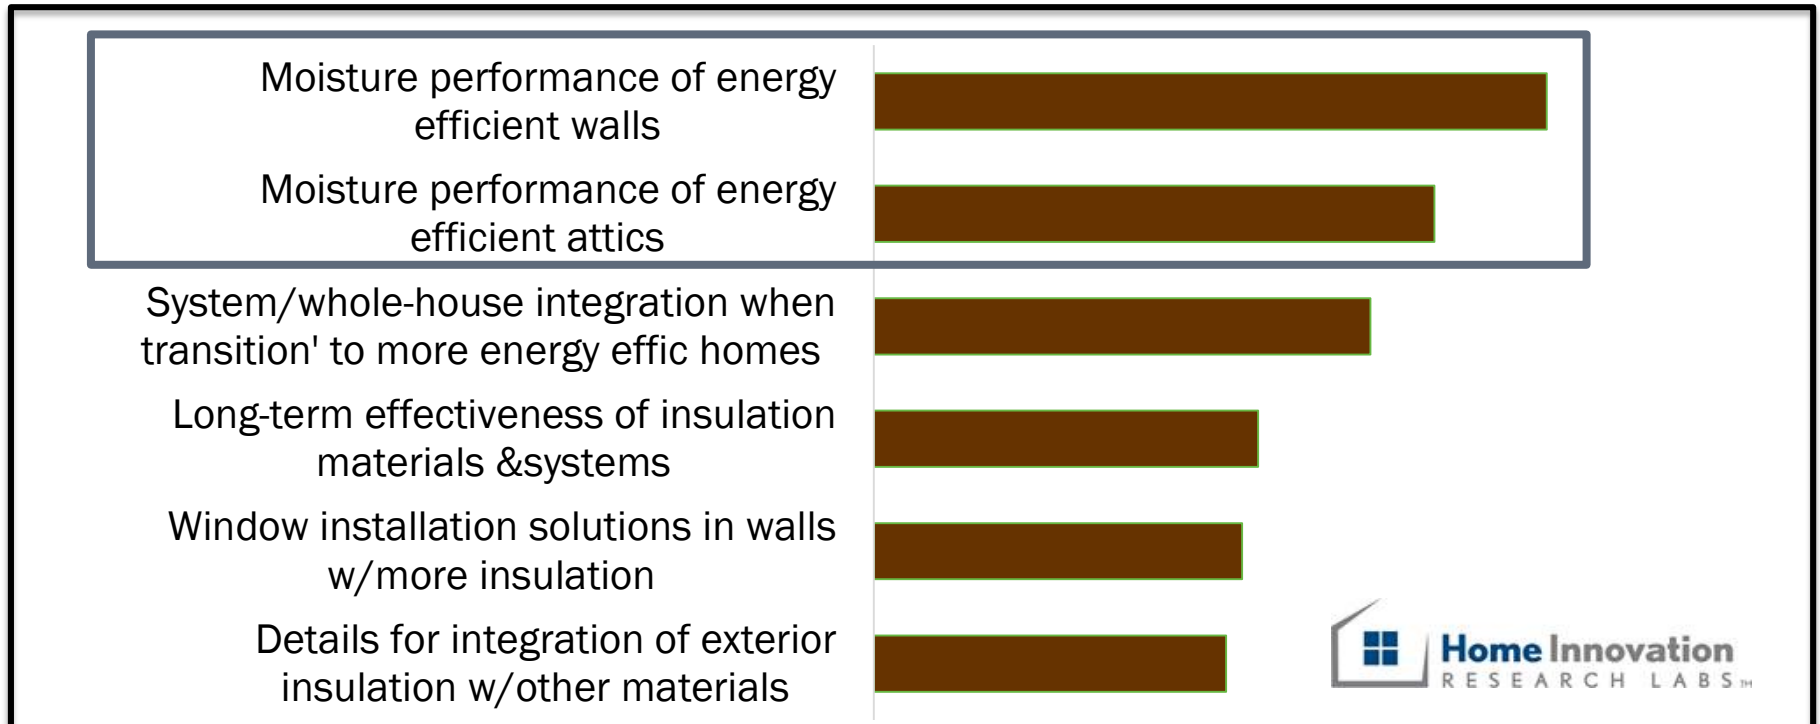 Moisture performance of energy
efficient walls
Moisture performance of energy
efficient attics
System/whole-house integration when
transition' to more energy effic homes
Long-term effectiveness of insulation
materials &systems
Window installation solutions in walls
w/more insulation
Details for integration of exterior
insulation w/other materials
Home Innovation
RESEARCH LABS™